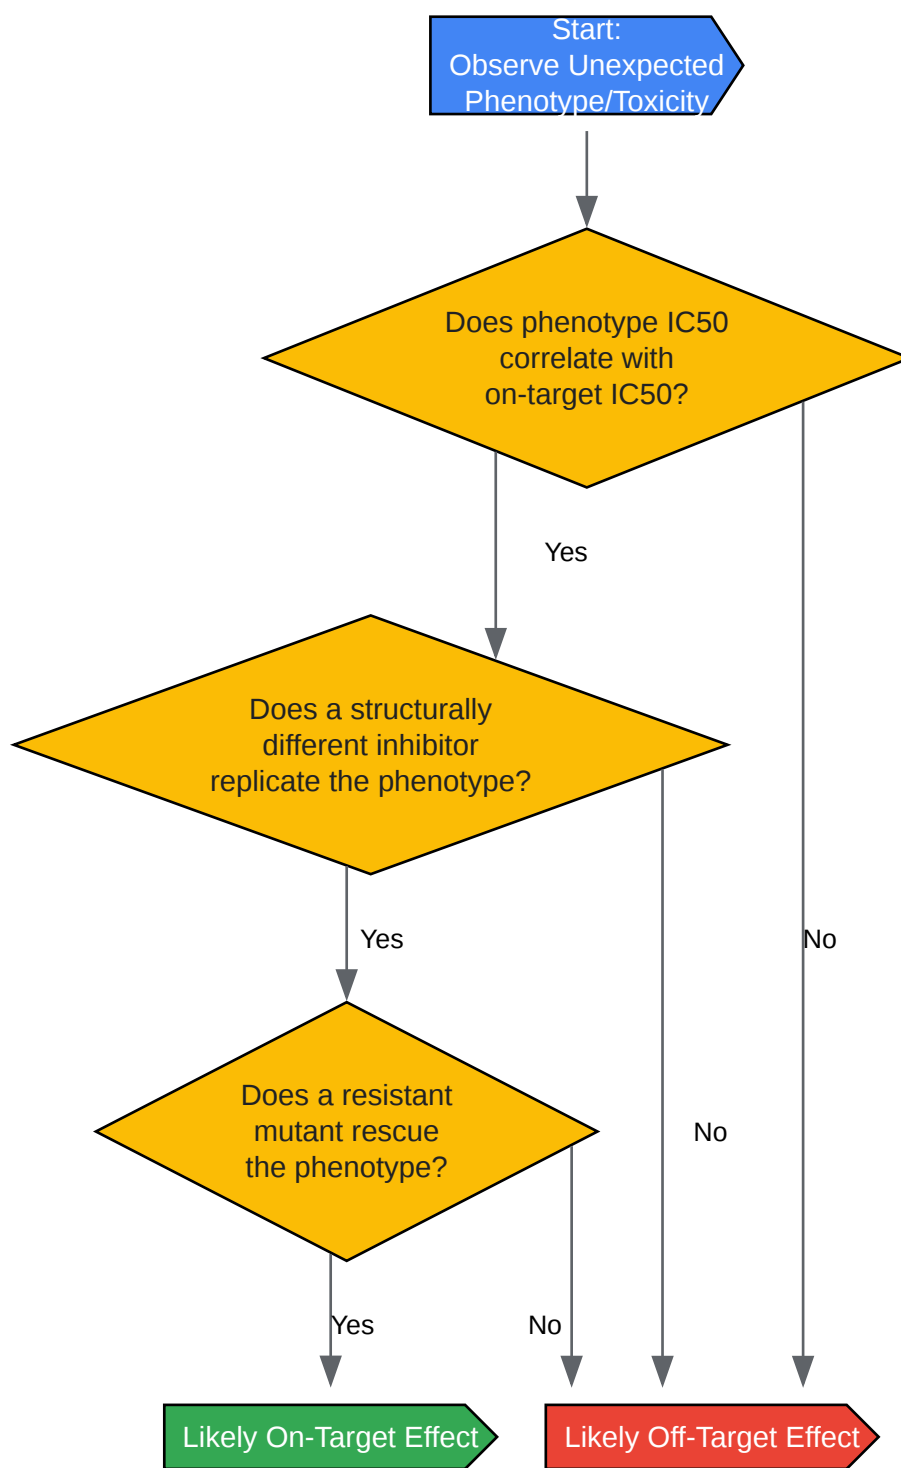 Start:
Observe Unexpected
Phenotype/Toxicity
Does phenotype IC50
correlate with
on-target IC50?
Yes
Does a structurally
different inhibitor
replicate the phenotype?
Yes
No
Does a resistant
mutant rescue
the phenotype?
No
Yes
No
Likely On-Target Effect
Likely Off-Target Effect